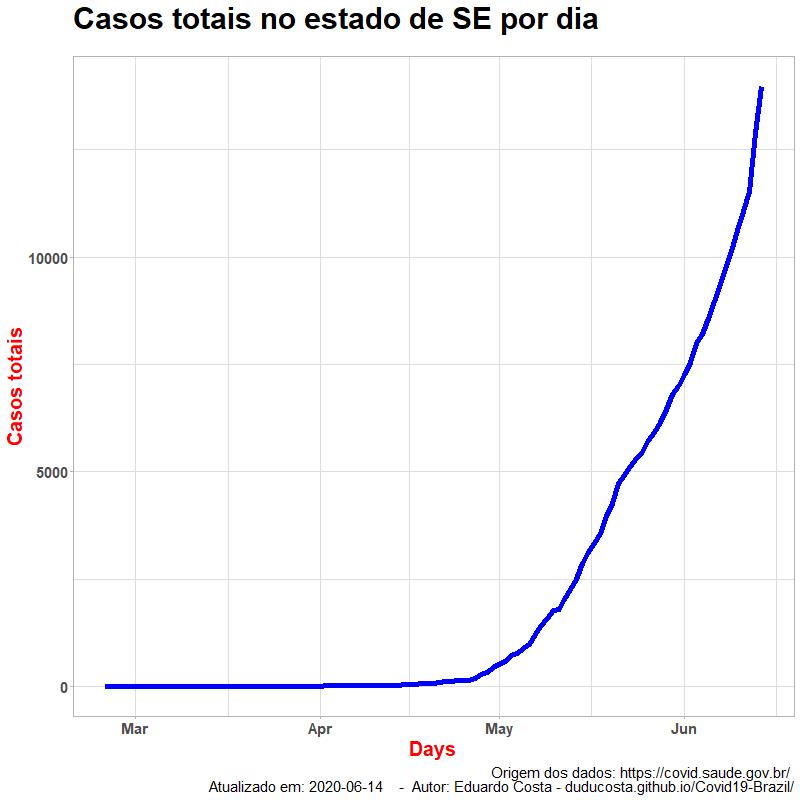 Casos totais no estado de SE por dia
Casos totais
10000
5000
0
Mar Apr May Jun
Days
Origem dos dados: https://covid.saude.gov.br/
Atualizado em: 2020-06-14 - Autor: Eduardo Costa - duducosta.github.io/Covid19-Brazil/